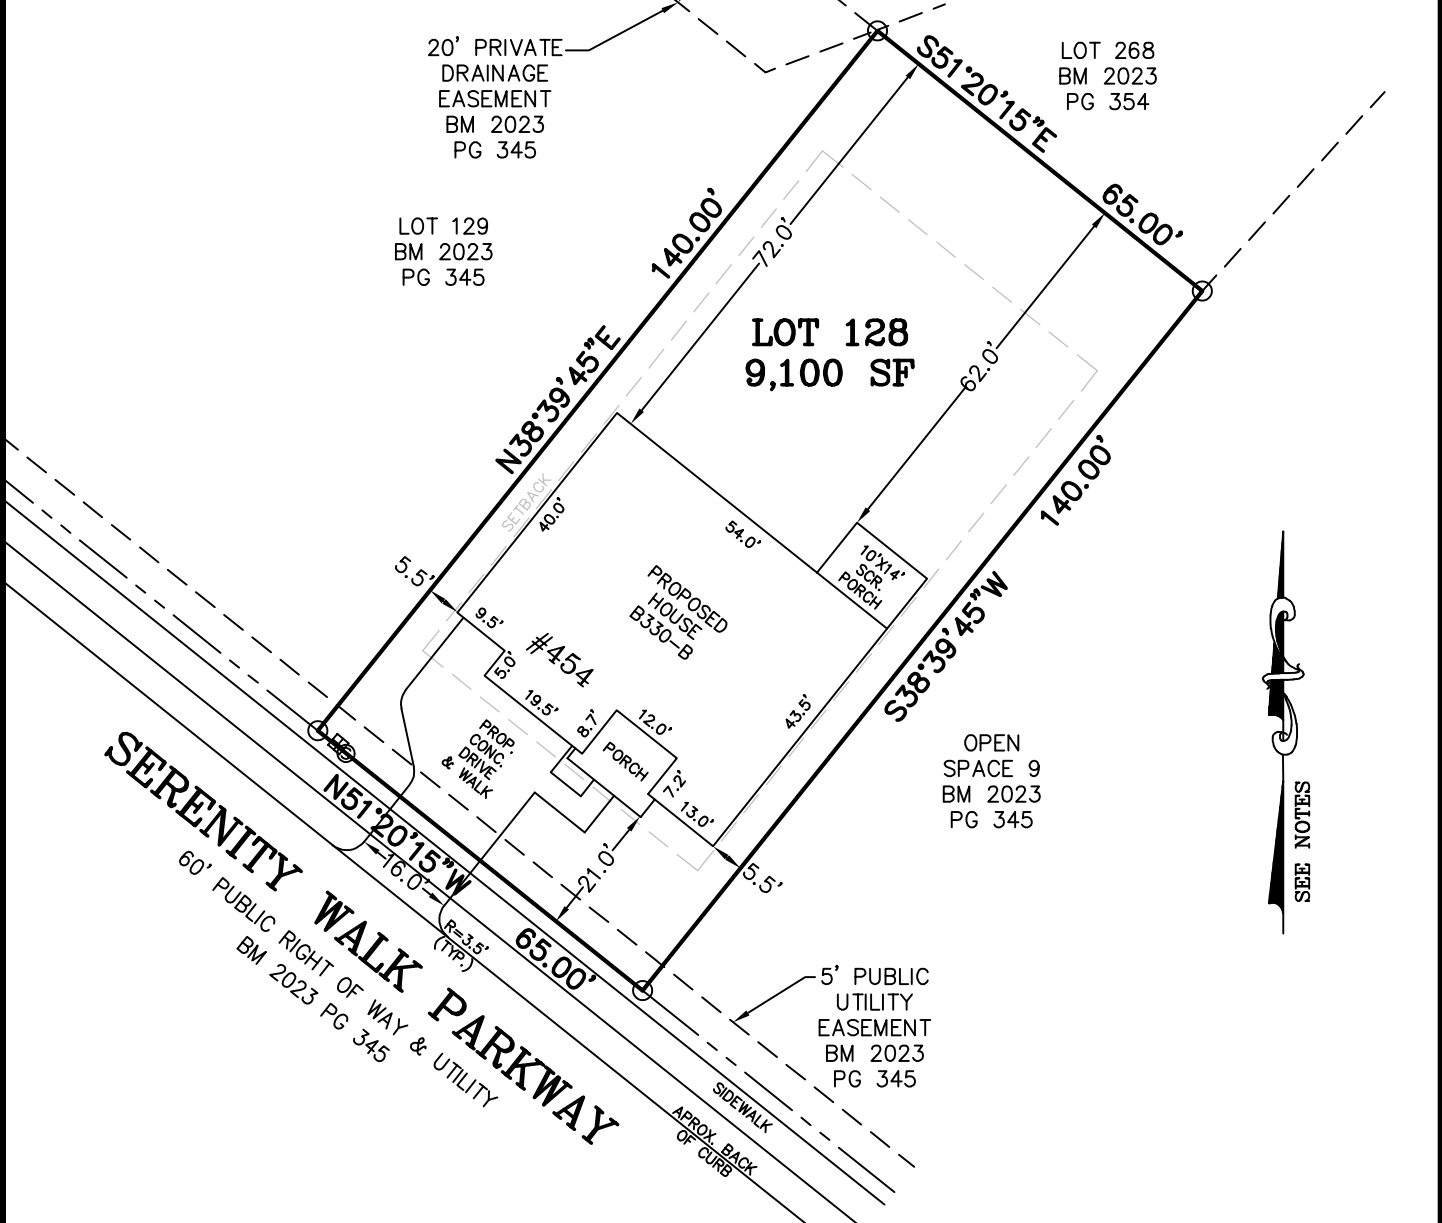 20' PRIVATE
DRAINAGE
EASEMENT
BM 2023
PG 345
S51°20'15"E
65.00'
LOT 268
BM 2023
PG 354
LOT 129
BM 2023
PG 345
140.00'
N38°39'45"E
72.0'
62.0'
LOT 128
9,100 SF
SETBACK
40.0'
54.0'
10'X14'
SCR.
PORCH
140.00'
S38°39'45"W
5.5'
9.5'
5.0'
#454
PROPOSED
HOUSE
B330-B
19.5'
8.7'
12.0'
PORCH
7.2'
13.0'
43.5'
PROP.
CONC.
DRIVE
& WALK
21.0'
5.5'
OPEN
SPACE 9
BM 2023
PG 345
SEE NOTES
N51°20'15"W
65.00'
16.0'
R=3.5'
(TYP.)
SERENITY WALK PARKWAY
60' PUBLIC RIGHT OF WAY & UTILITY
BM 2023 PG 345
5' PUBLIC
UTILITY
EASEMENT
BM 2023
PG 345
SIDEWALK
APROX. BACK
OF CURB